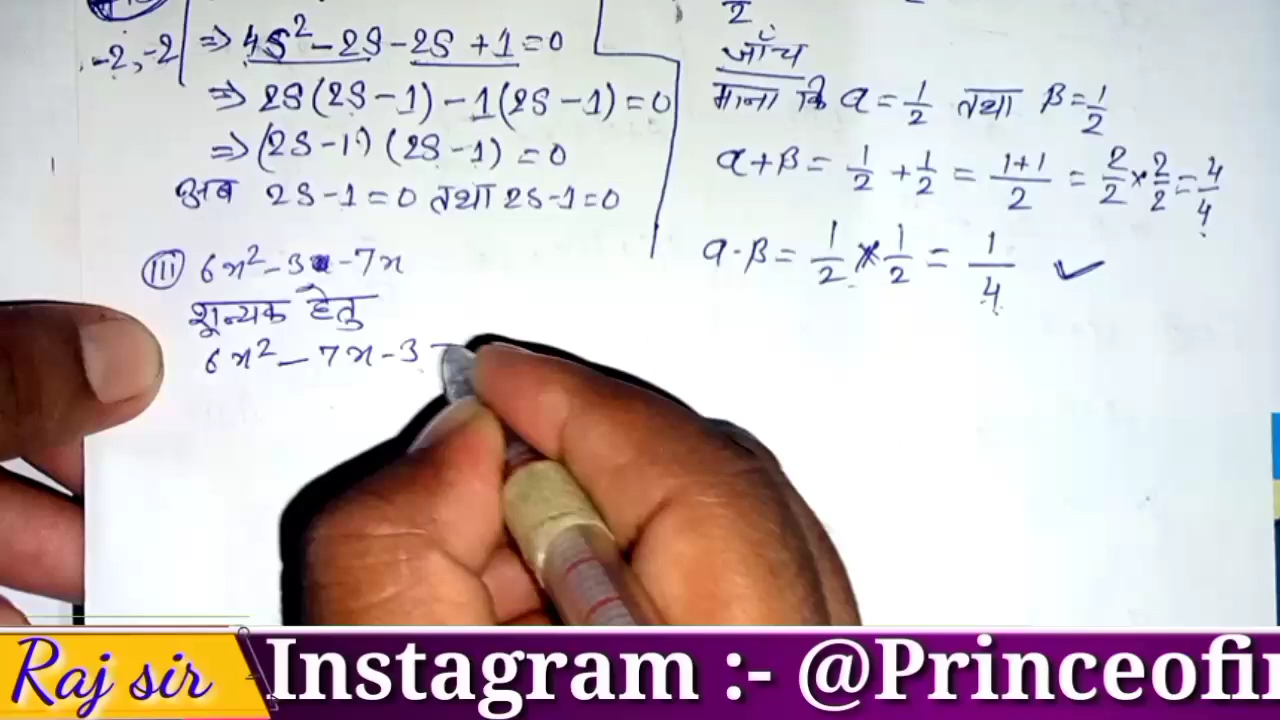 -2, -2
⇒ 4S² - 2S - 2S + 1 = 0
⇒ 2S(2S - 1) - 1(2S - 1) = 0
⇒ (2S - 1) (2S - 1) = 0
अब 2S - 1 = 0 तथा 2S - 1 = 0
(III) 6x² - 3 - 7x
शून्यक हेतु
6x² - 7x - 3
2
जाँच
माना कि α = 1/2 तथा β = 1/2
α + β = 1/2 + 1/2 = (1+1)/2 = 2/2 × 2/2 = 4/4
α · β = 1/2 × 1/2 = 1/4 ✓
Raj sir
Instagram :- @Princeofi